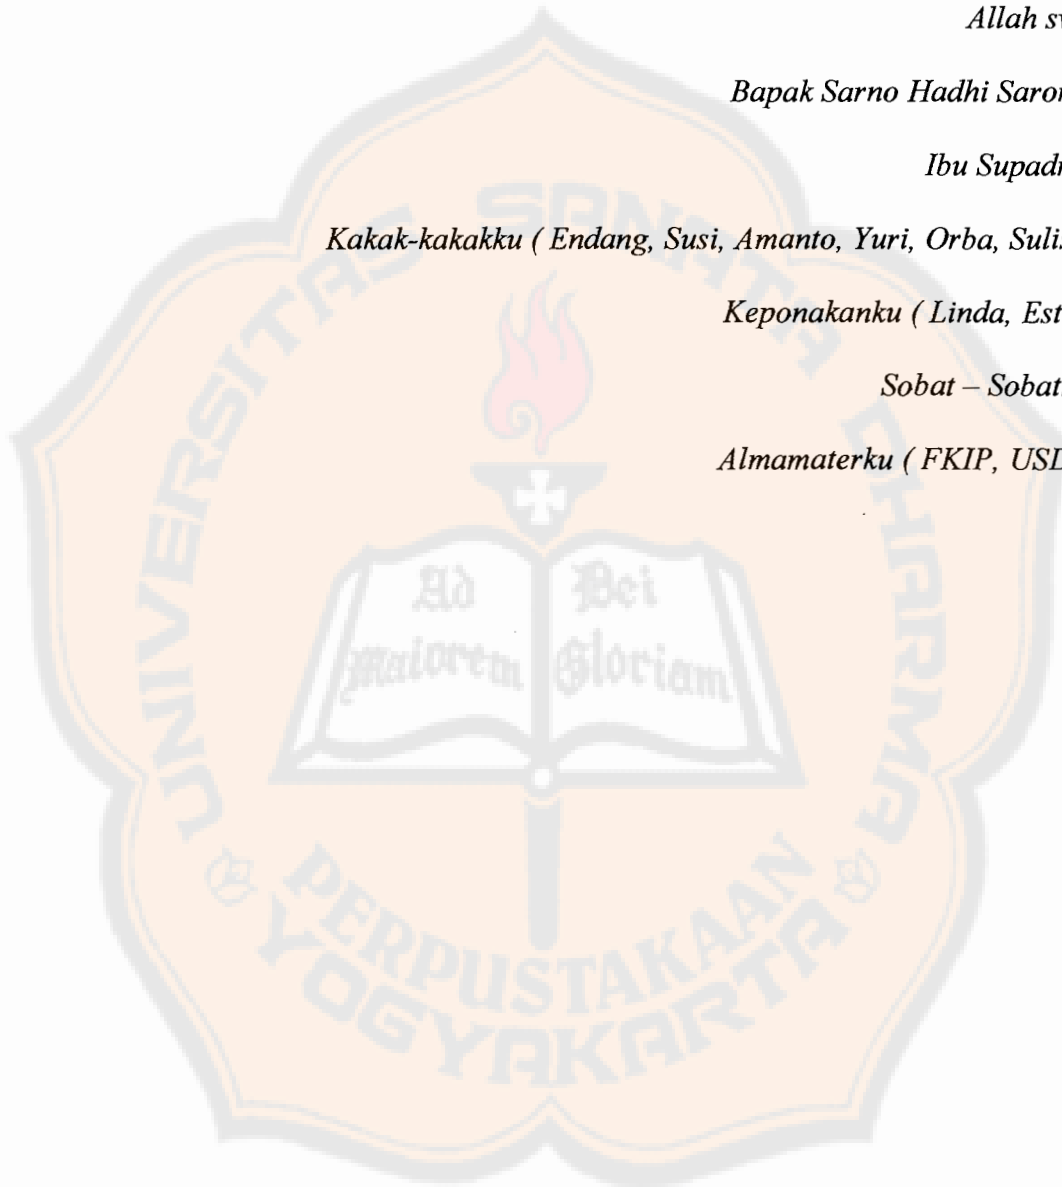 Allah
Bapak Sarno Hadhi
Ibu
Kakak-kakakku ( Endang, Susi, Amanto, Yuri, Orba,
Keponakanku ( Linda,
Sobat –
Almamaterku ( FKIP,
UNIVERSITAS SANATA DHARMA
Ad Dei
maiorem Gloriam
PERPUSTAKAAN
YOGYAKARTA